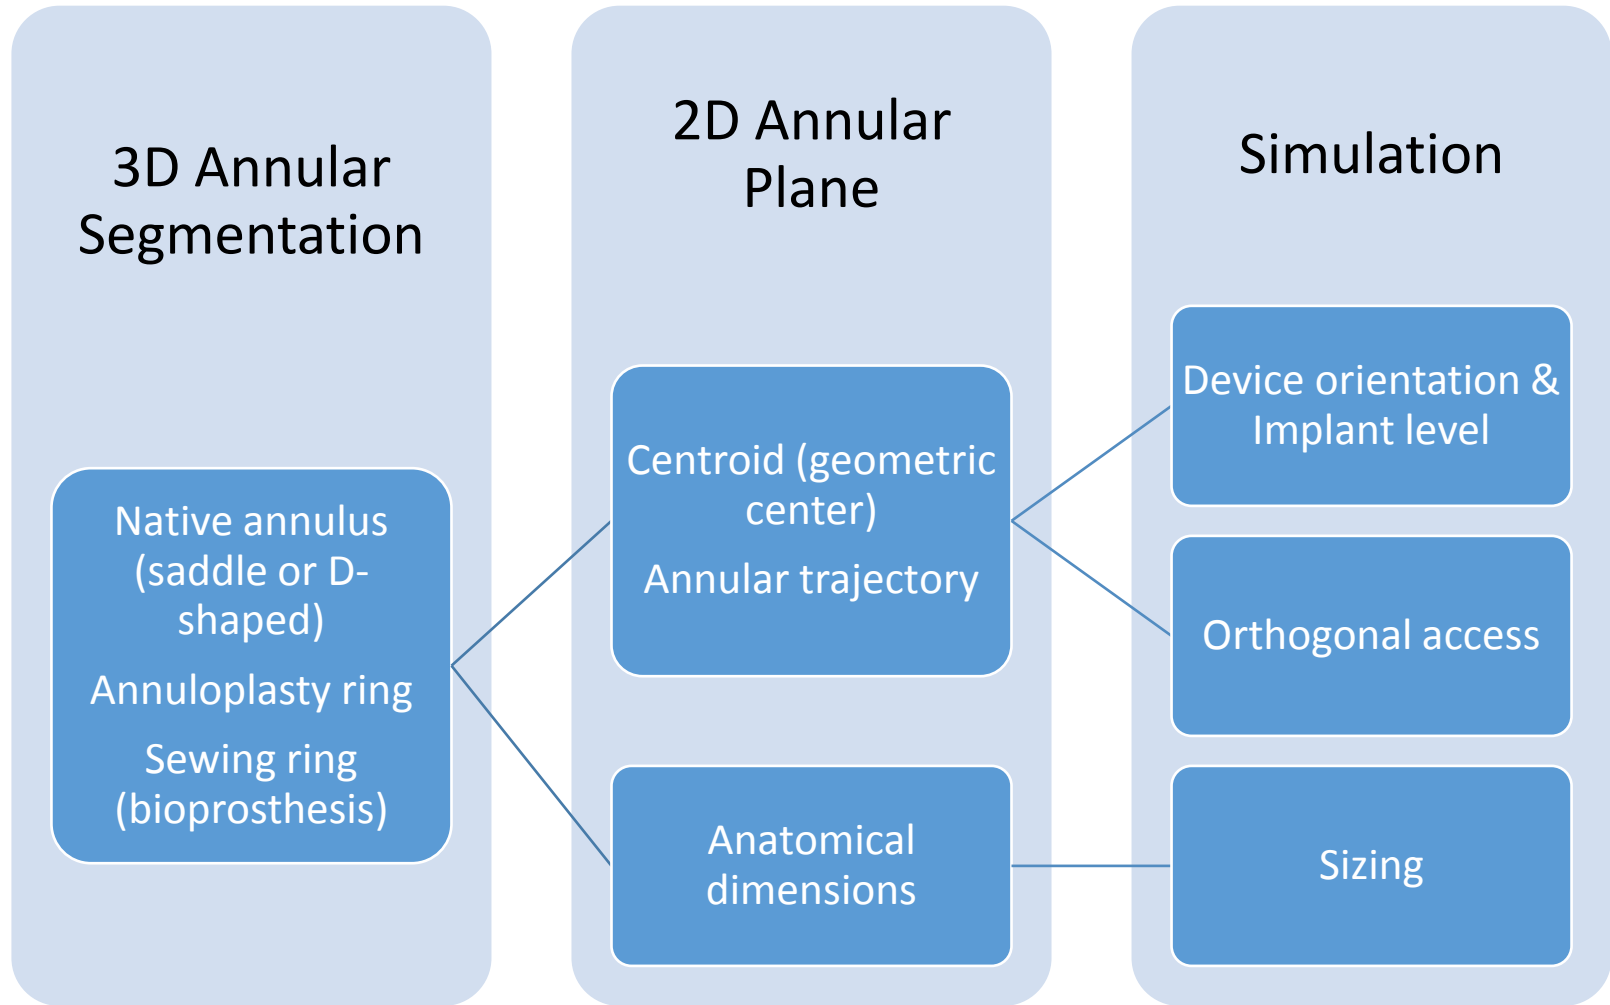 3D Annular
Segmentation
Native annulus
(saddle or D-
shaped)
Annuloplasty ring
Sewing ring
(bioprosthesis)
2D Annular
Plane
Centroid (geometric
center)
Annular trajectory
Anatomical
dimensions
Simulation
Device orientation &
Implant level
Orthogonal access
Sizing